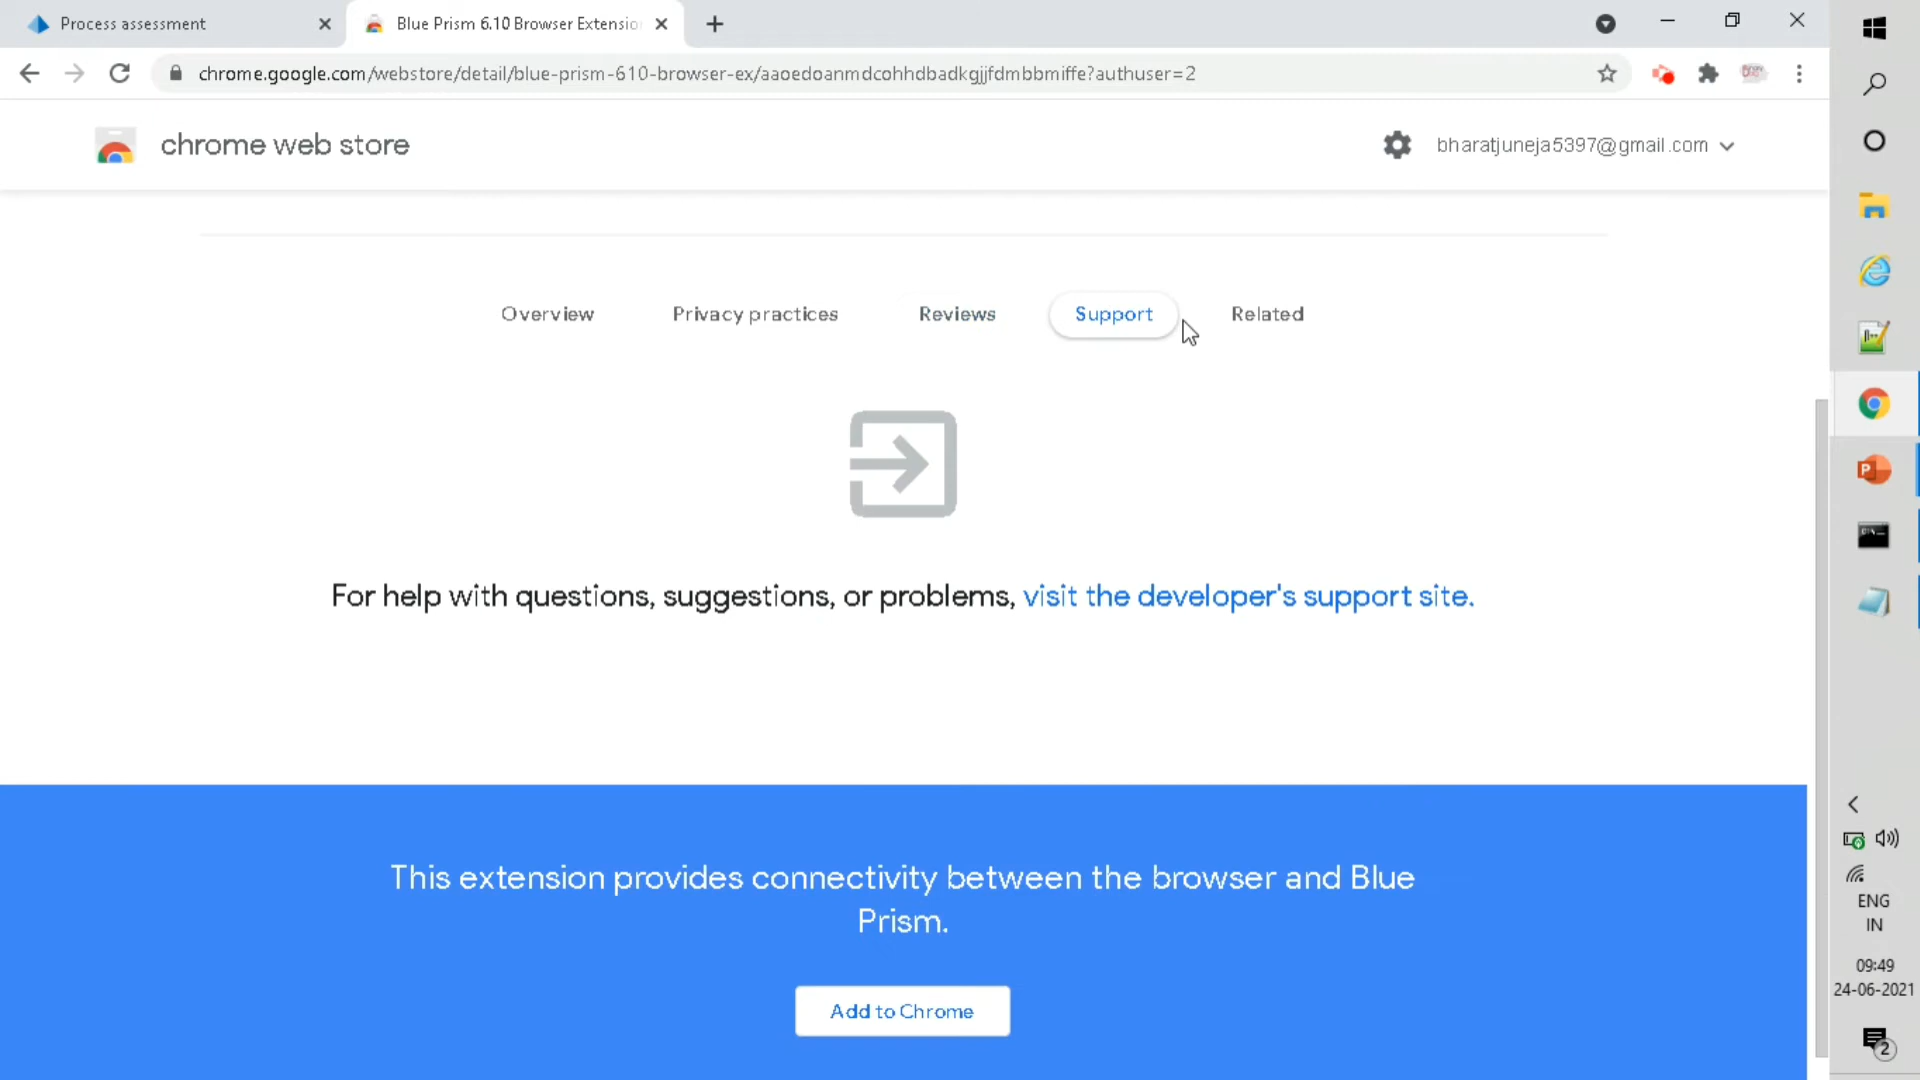 Process assessment
Blue Prism 6.10 Browser Extensio
chrome.google.com/webstore/detail/blue-prism-610-browser-ex/aaoedoanmdcohhdbadkgjjfdmbbmiffe?authuser=2
chrome web store
bharatjuneja5397@gmail.com
Overview
Privacy practices
Reviews
Support
Related
For help with questions, suggestions, or problems, visit the developer's support site.
This extension provides connectivity between the browser and Blue
Prism.
Add to Chrome
ENG
IN
09:49
24-06-2021
2